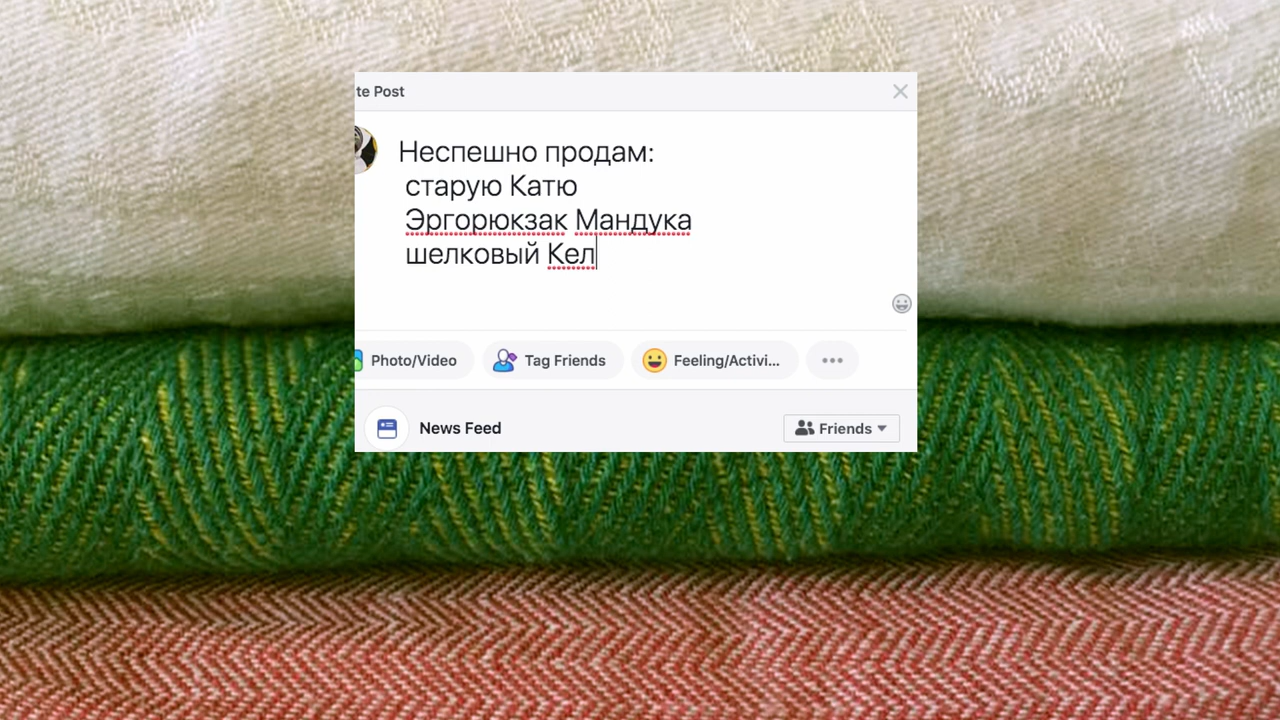 te Post
Неспешно продам:
старую Катю
Эргорюкзак Мандука
шелковый Кел
Photo/Video
Tag Friends
Feeling/Activi...
News Feed
Friends